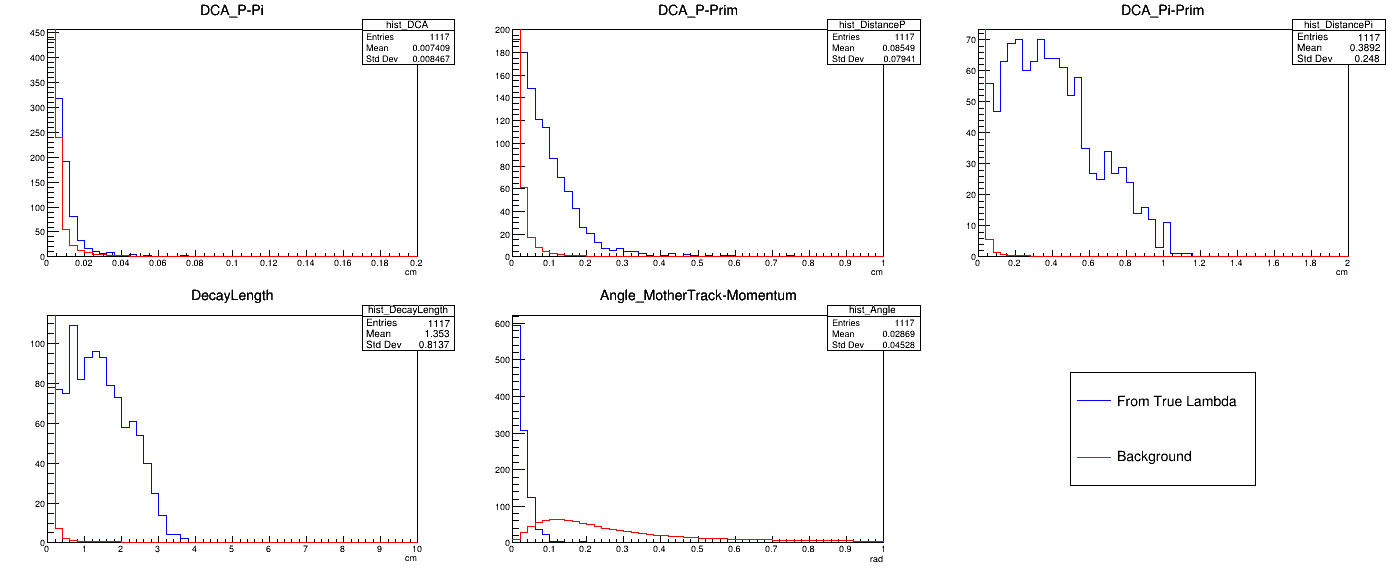 DCA_P-Pi
hist_DCA
Entries 1117
Mean 0.007409
Std Dev 0.008467
450
400
350
300
250
200
150
100
50
0
0 0.02 0.04 0.06 0.08 0.1 0.12 0.14 0.16 0.18 0.2
cm
DCA_P-Prim
hist_DistanceP
Entries 1117
Mean 0.08549
Std Dev 0.07941
200
180
160
140
120
100
80
60
40
20
0
0 0.1 0.2 0.3 0.4 0.5 0.6 0.7 0.8 0.9 1
cm
DCA_Pi-Prim
hist_DistancePi
Entries 1117
Mean 0.3892
Std Dev 0.248
70
60
50
40
30
20
10
0
0 0.2 0.4 0.6 0.8 1 1.2 1.4 1.6 1.8 2
cm
DecayLength
hist_DecayLength
Entries 1117
Mean 1.353
Std Dev 0.8137
100
80
60
40
20
0
0 1 2 3 4 5 6 7 8 9 10
cm
Angle_MotherTrack-Momentum
hist_Angle
Entries 1117
Mean 0.02869
Std Dev 0.04528
600
500
400
300
200
100
0
0 0.1 0.2 0.3 0.4 0.5 0.6 0.7 0.8 0.9 1
rad
From True Lambda
Background